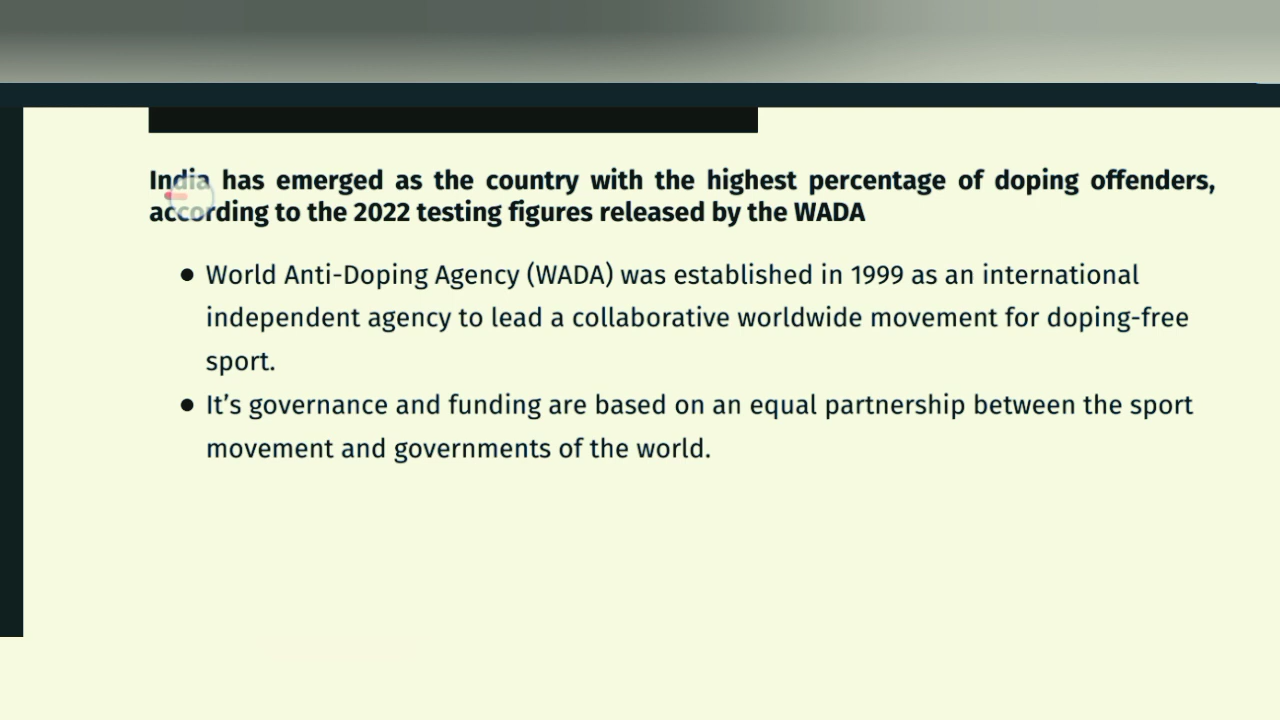 India has emerged as the country with the highest percentage of doping offenders,
according to the 2022 testing figures released by the WADA
● World Anti-Doping Agency (WADA) was established in 1999 as an international
independent agency to lead a collaborative worldwide movement for doping-free
sport.
● It's governance and funding are based on an equal partnership between the sport
movement and governments of the world.